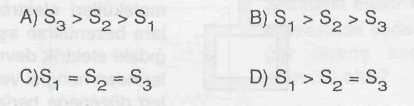 A) S₃ > S₂ > S₁ B) S₁ > S₂ > S₃
C) S₁ = S₂ = S₃ D) S₁ > S₂ = S₃